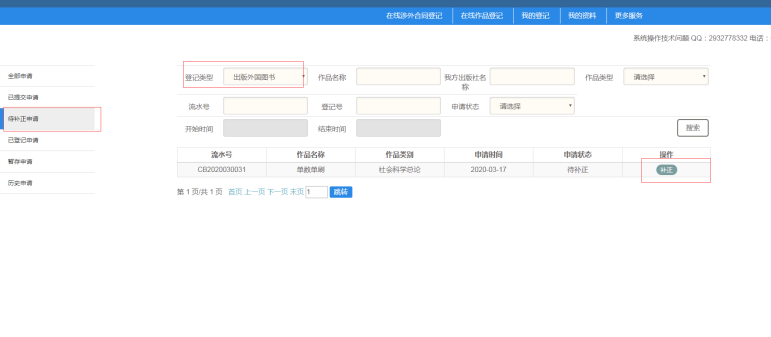 在线涉外合同登记 在线作品登记 我的登记 我的资料 更多服务
系统操作技术问题 QQ：2932778332 电话：
全部申请
已提交申请
待补正申请
已登记申请
暂存申请
历史申请
登记类型 出版外国图书 作品名称 我方出版社名称 作品类型 请选择
流水号 登记号 申请状态 请选择
开始时间 结束时间 搜索
流水号 作品名称 作品类别 申请时间 申请状态 操作
CB2020030031 单数单刷 社会科学总论 2020-03-17 待补正 补正
第 1 页/共 1 页 首页 上一页 下一页 末页 1 跳转